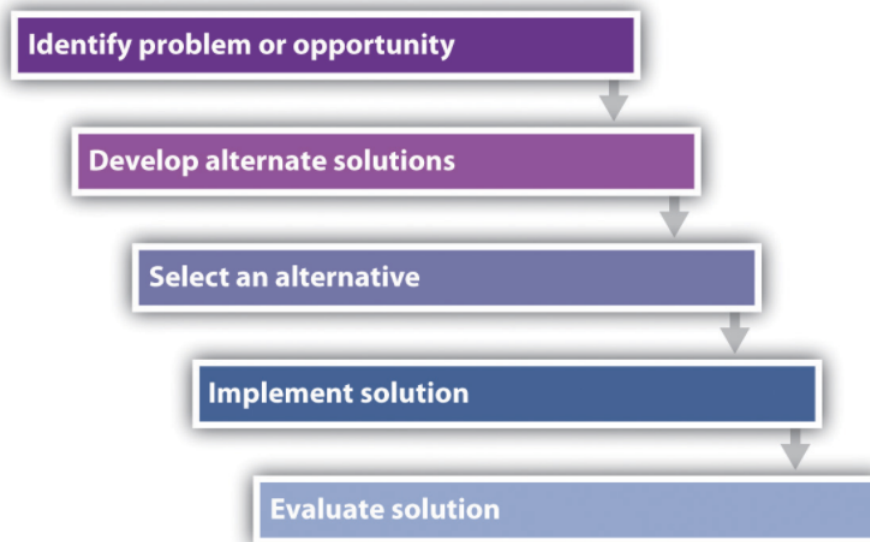 Identify problem or opportunity
Develop alternate solutions
Select an alternative
Implement solution
Evaluate solution